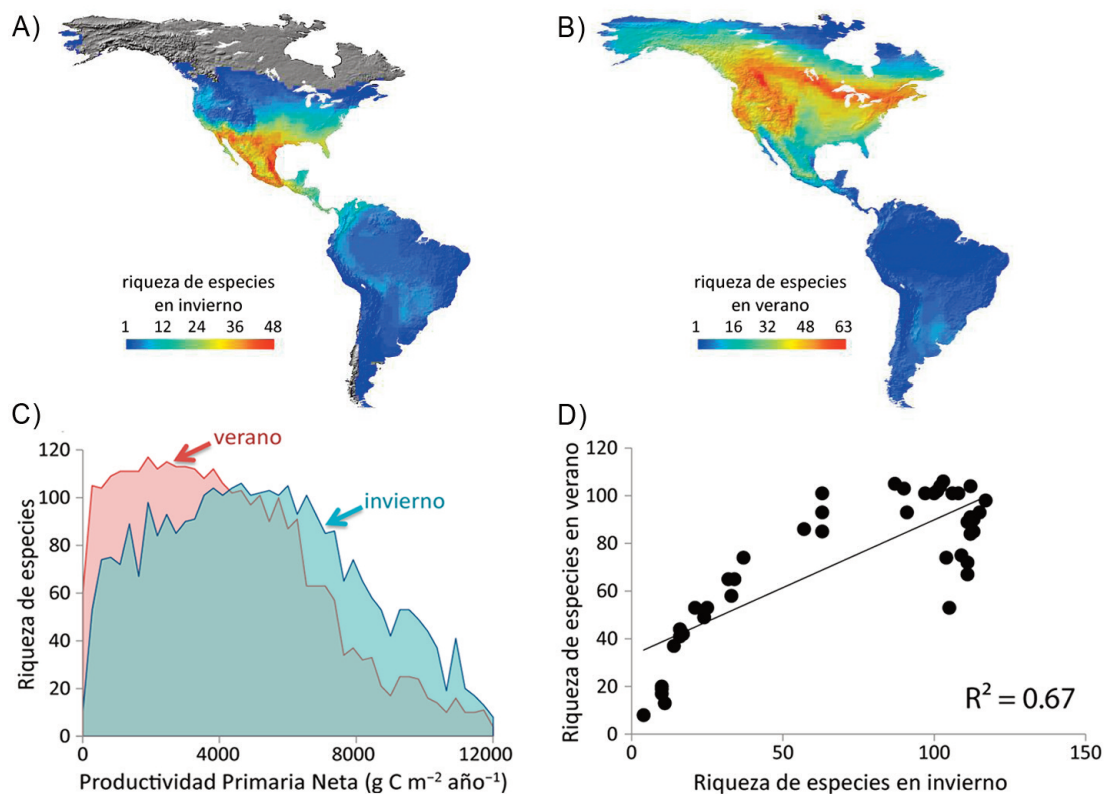 A)
riqueza de especies
en invierno
1 12 24 36 48
B)
riqueza de especies
en verano
1 16 32 48 63
C)
verano
invierno
Riqueza de especies
120
100
80
60
40
20
0
0 4000 8000 12000
Productividad Primaria Neta (g C m⁻² año⁻¹)
D)
Riqueza de especies en verano
120
100
80
60
40
20
0
R² = 0.67
0 50 100 150
Riqueza de especies en invierno